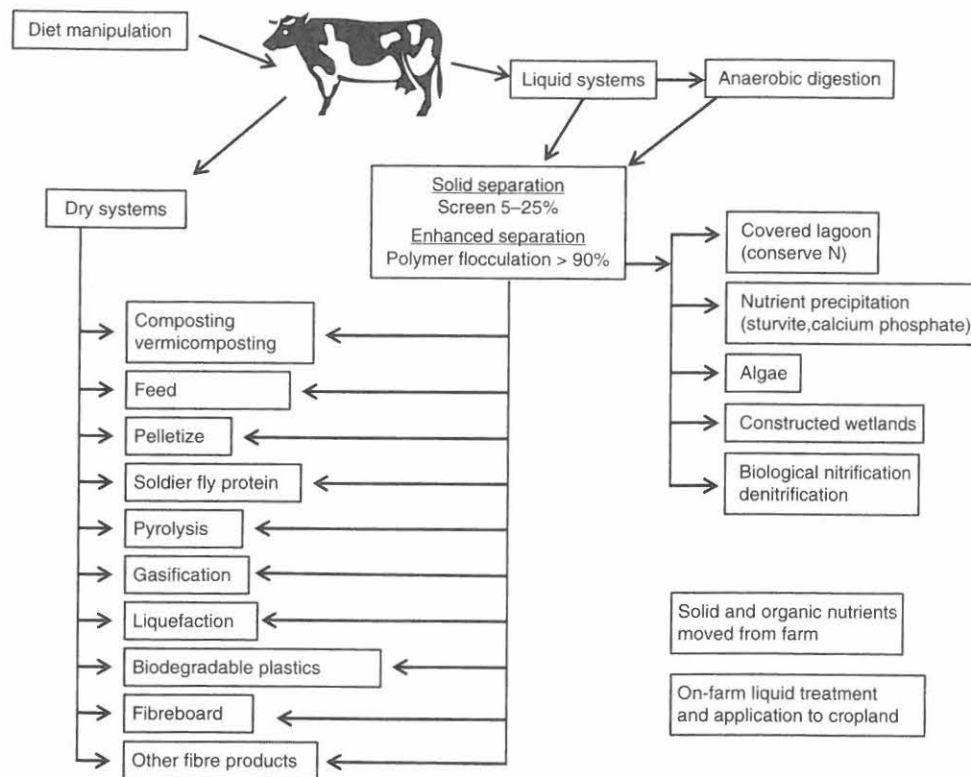 Diet manipulation
Liquid systems
Anaerobic digestion
Dry systems
Solid separation
Screen 5–25%
Enhanced separation
Polymer flocculation > 90%
Covered lagoon
(conserve N)
Nutrient precipitation
(sturvite,calcium phosphate)
Algae
Constructed wetlands
Biological nitrification
denitrification
Composting
vermicomposting
Feed
Pelletize
Soldier fly protein
Pyrolysis
Gasification
Liquefaction
Biodegradable plastics
Fibreboard
Other fibre products
Solid and organic nutrients
moved from farm
On-farm liquid treatment
and application to cropland